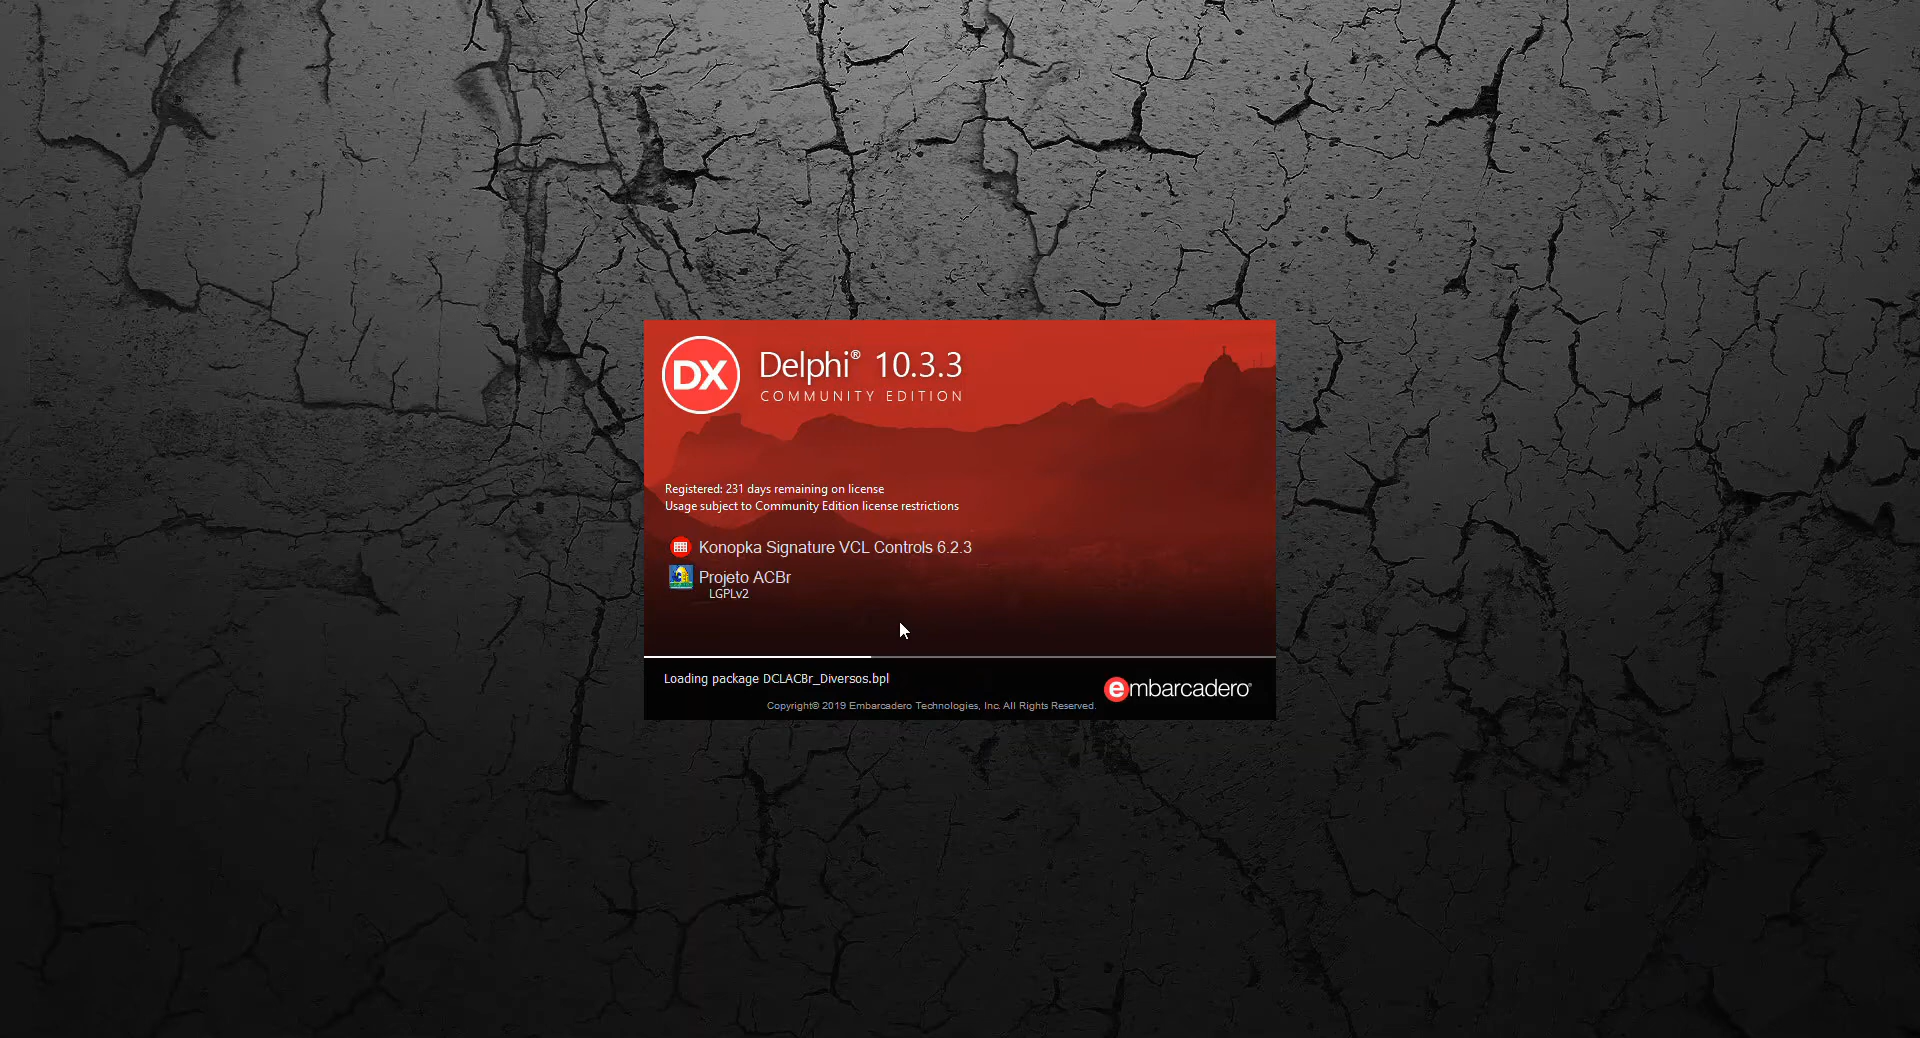 DX
Delphi® 10.3.3
COMMUNITY EDITION
Registered: 231 days remaining on license
Usage subject to Community Edition license restrictions
Konopka Signature VCL Controls 6.2.3
Projeto ACBr
LGPLv2
Loading package DCLACBr_Diversos.bpl
embarcadero®
Copyright© 2019 Embarcadero Technologies, Inc. All Rights Reserved.